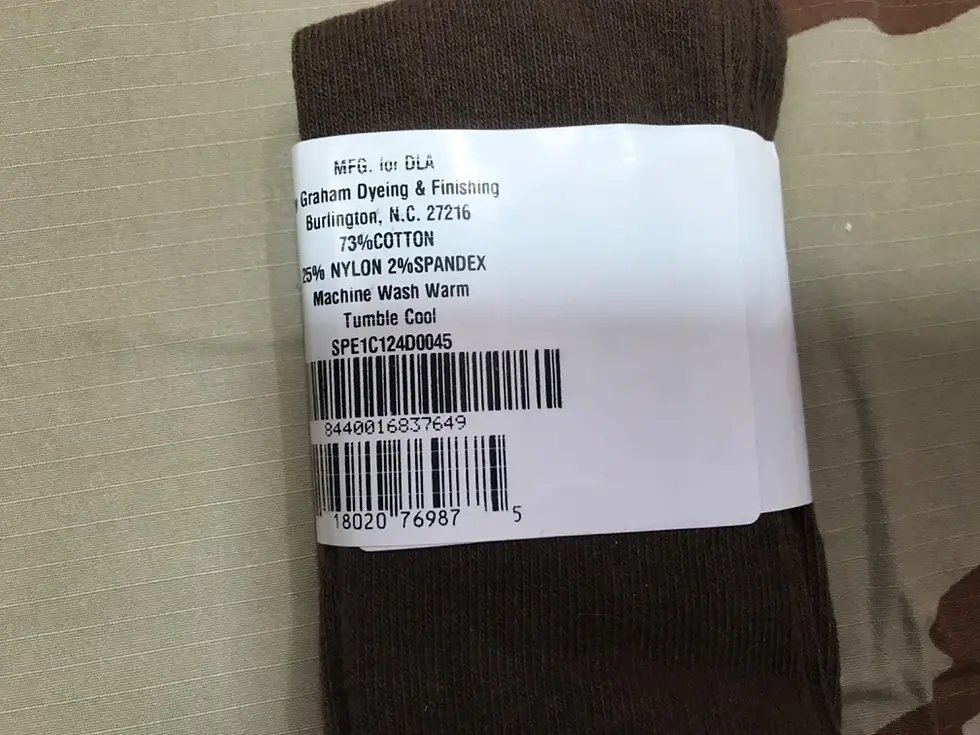 MFG. for DLA
Graham Dyeing & Finishing
Burlington, N.C. 27216
73%COTTON
25% NYLON 2%SPANDEX
Machine Wash Warm
Tumble Cool
SPE1C124D0045
8440016837649
18020 76987 5